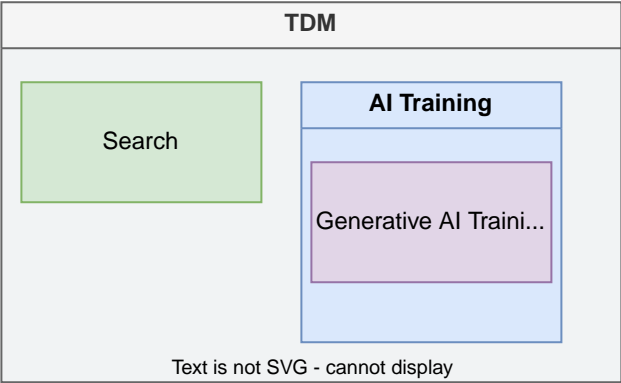 TDM
Search
AI Training
Generative AI Traini...
Text is not SVG - cannot display